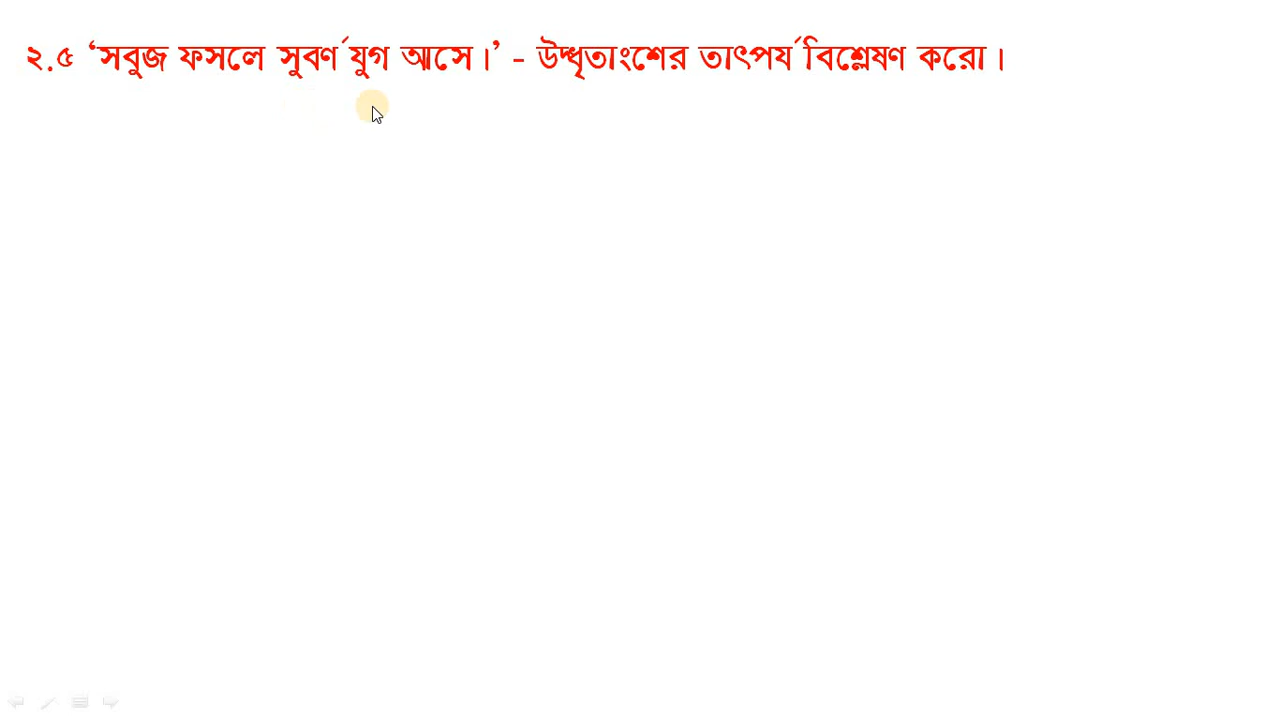 ২.৫ ‘সবুজ ফসলে সুবর্ণ যুগ আসে।’ - উদ্ধৃতাংশের তাৎপর্য বিশ্লেষণ করো।